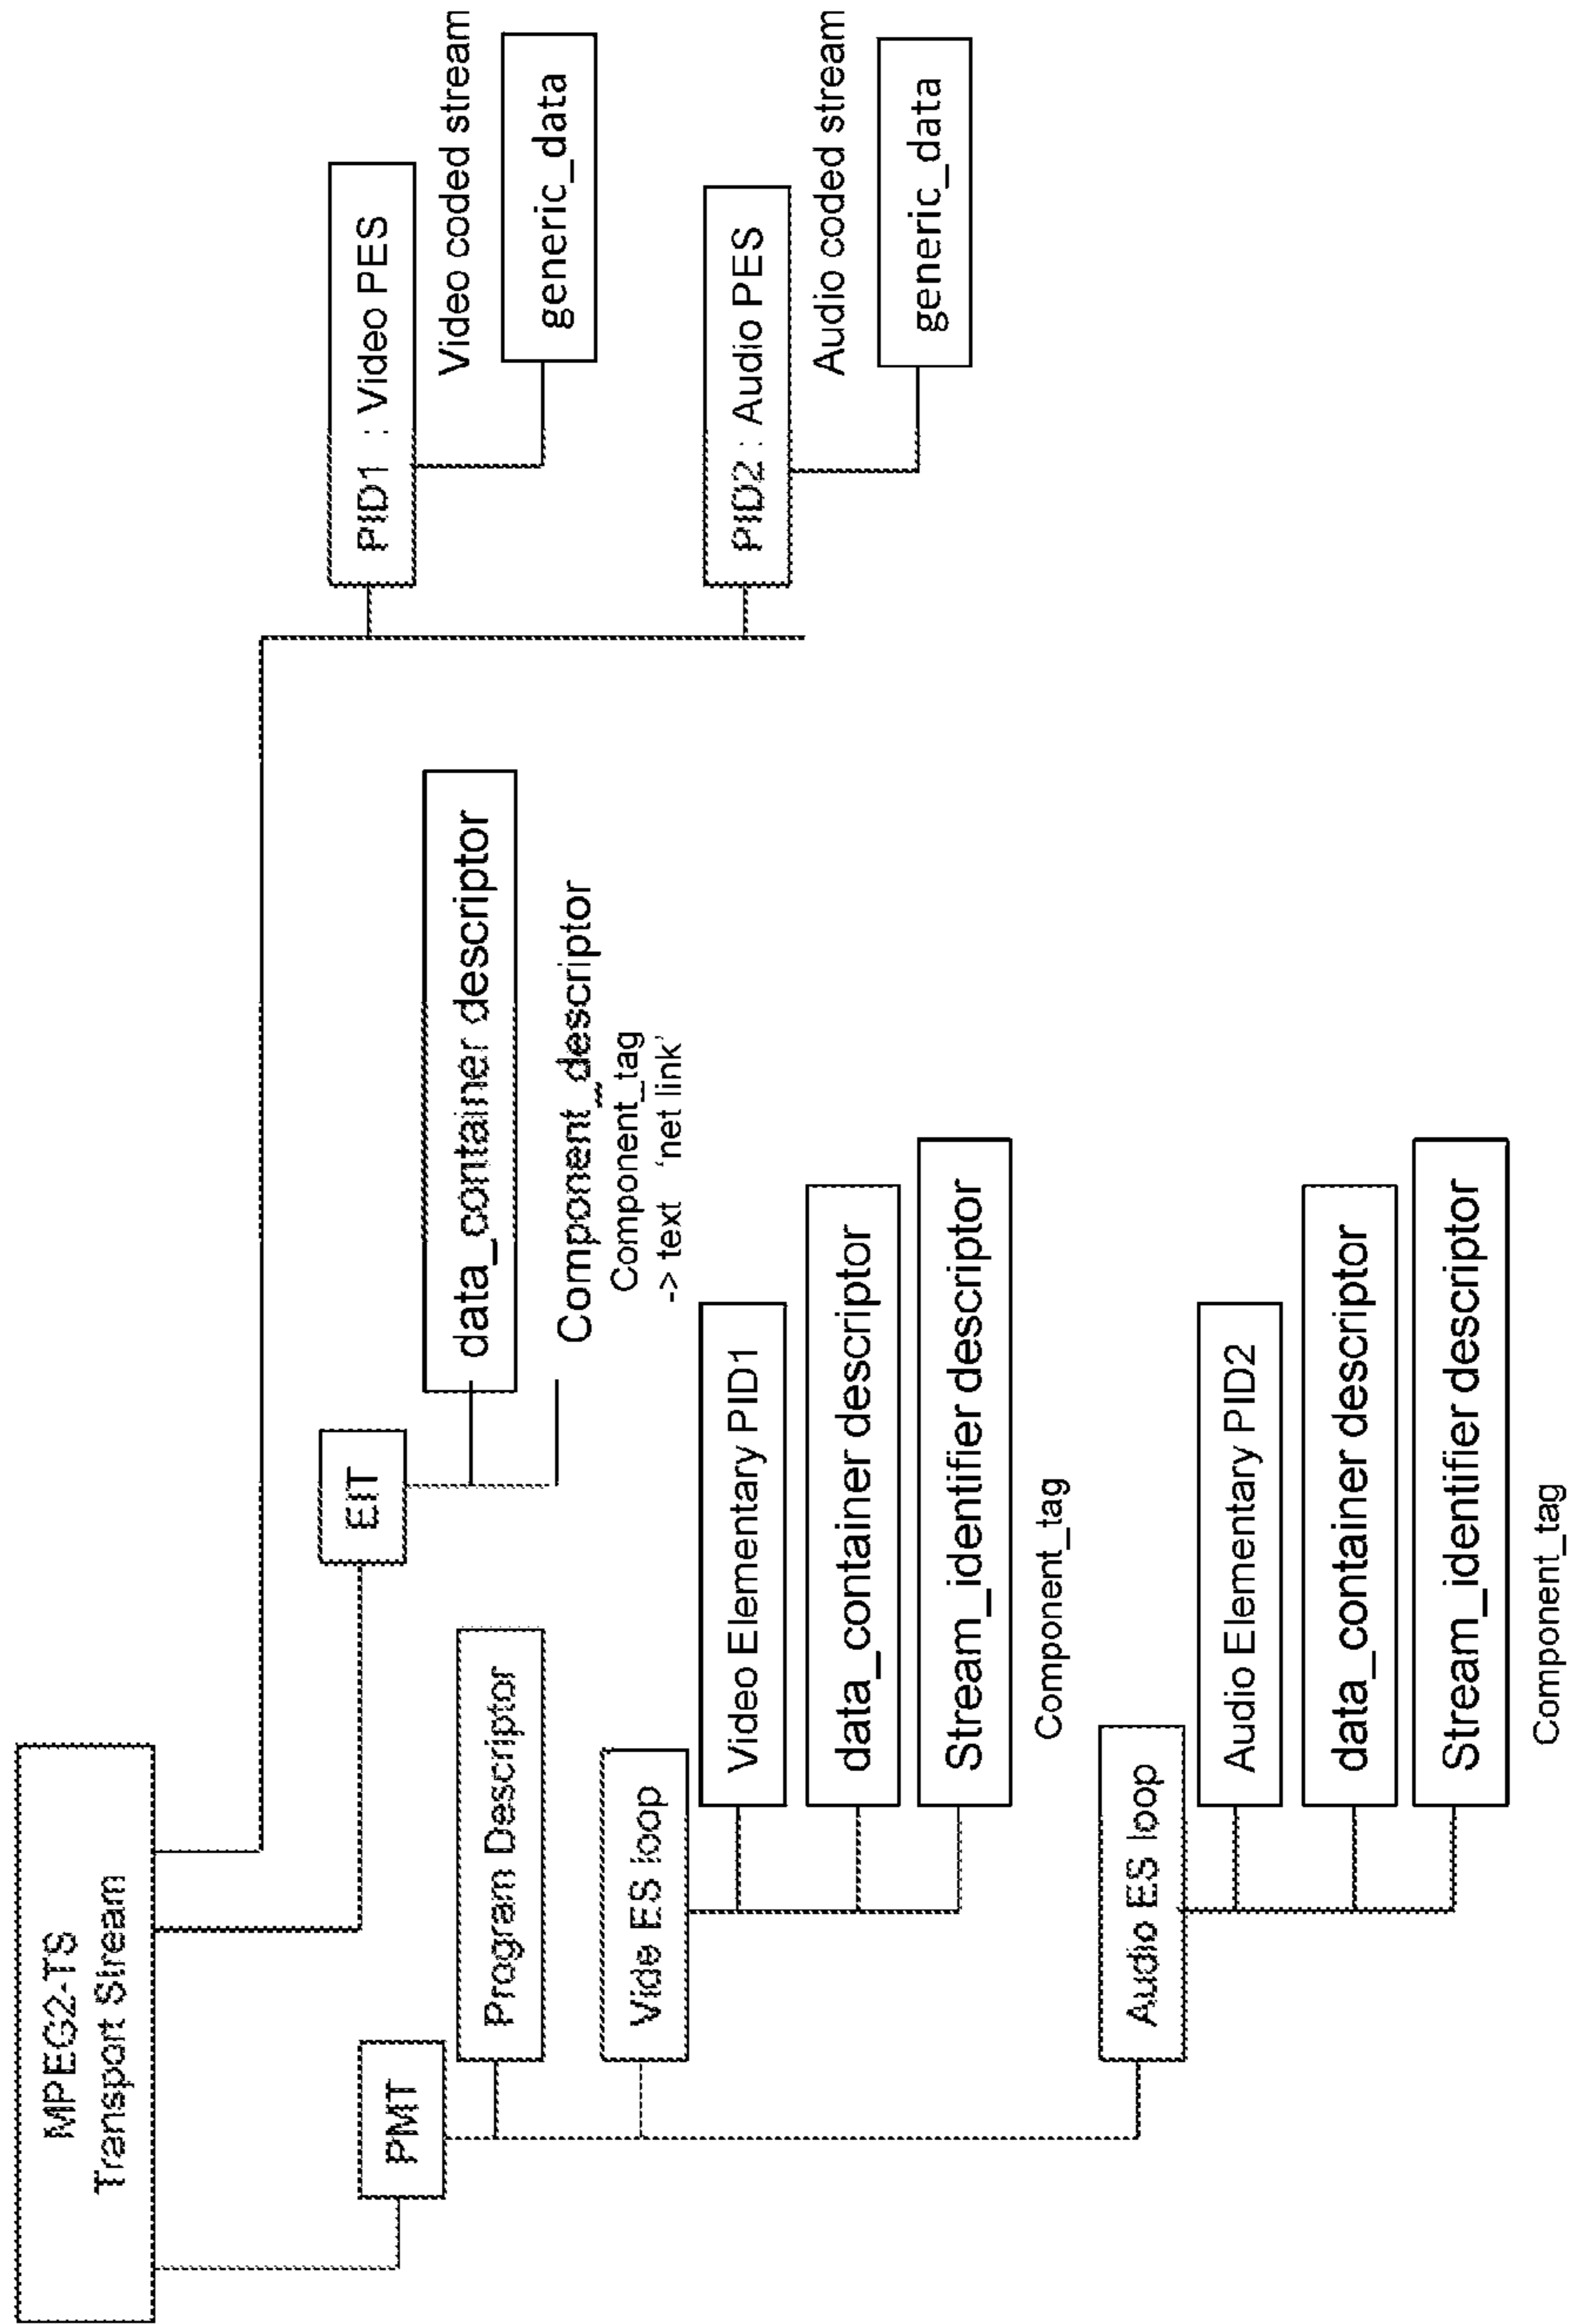 MPEG2-TS
Transport Stream
PMT
Program Descriptor
Vide ES loop
Video Elementary PID1
data_container descriptor
Stream_identifier descriptor
Component_tag
Audio ES loop
Audio Elementary PID2
data_container descriptor
Stream_identifier descriptor
Component_tag
EIT
data_container descriptor
Component_descriptor
Component_tag
-> text 'net link'
PID1 : Video PES
Video coded stream
generic_data
PID2 : Audio PES
Audio coded stream
generic_data